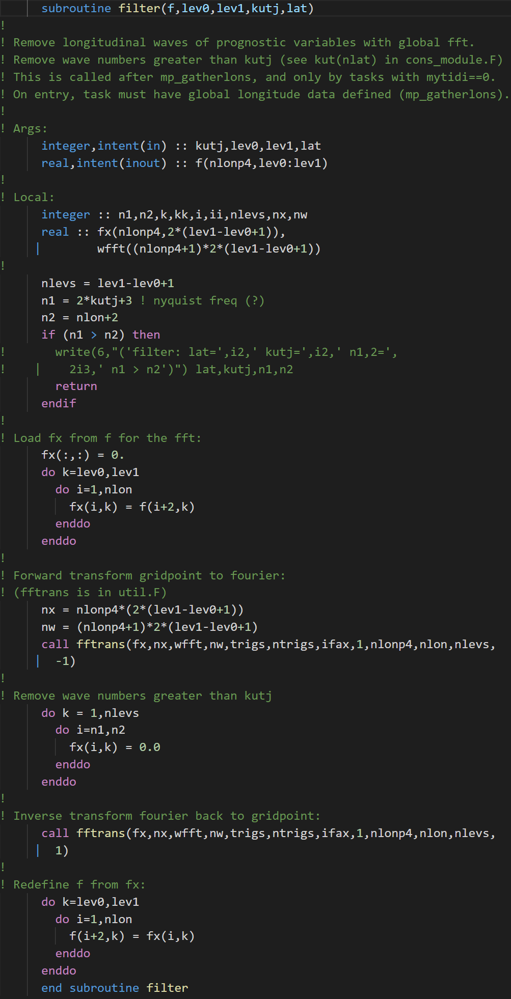 subroutine filter(f,lev0,lev1,kutj,lat)
!
! Remove longitudinal waves of prognostic variables with global fft.
! Remove wave numbers greater than kutj (see kut(nlat) in cons_module.F)
! This is called after mp_gatherlons, and only by tasks with mytidi==0.
! On entry, task must have global longitude data defined (mp_gatherlons).
!
! Args:
      integer,intent(in) :: kutj,lev0,lev1,lat
      real,intent(inout) :: f(nlonp4,lev0:lev1)
!
! Local:
      integer :: n1,n2,k,kk,i,ii,nlevs,nx,nw
      real :: fx(nlonp4,2*(lev1-lev0+1)),
     |        wfft((nlonp4+1)*2*(lev1-lev0+1))
!
      nlevs = lev1-lev0+1
      n1 = 2*kutj+3 ! nyquist freq (?)
      n2 = nlon+2
      if (n1 > n2) then
!       write(6,"('filter: lat=',i2,' kutj=',i2,' n1,2=',
!    |    2i3,' n1 > n2')") lat,kutj,n1,n2
        return
      endif
!
! Load fx from f for the fft:
      fx(:,:) = 0.
      do k=lev0,lev1
        do i=1,nlon
          fx(i,k) = f(i+2,k)
        enddo
      enddo
!
! Forward transform gridpoint to fourier:
! (fftrans is in util.F)
      nx = nlonp4*(2*(lev1-lev0+1))
      nw = (nlonp4+1)*2*(lev1-lev0+1)
      call fftrans(fx,nx,wfft,nw,trigs,ntrigs,ifax,1,nlonp4,nlon,nlevs,
     |  -1)
!
! Remove wave numbers greater than kutj
      do k = 1,nlevs
        do i=n1,n2
          fx(i,k) = 0.0
        enddo
      enddo
!
! Inverse transform fourier back to gridpoint:
      call fftrans(fx,nx,wfft,nw,trigs,ntrigs,ifax,1,nlonp4,nlon,nlevs,
     |  1)
!
! Redefine f from fx:
      do k=lev0,lev1
        do i=1,nlon
          f(i+2,k) = fx(i,k)
        enddo
      enddo
      end subroutine filter